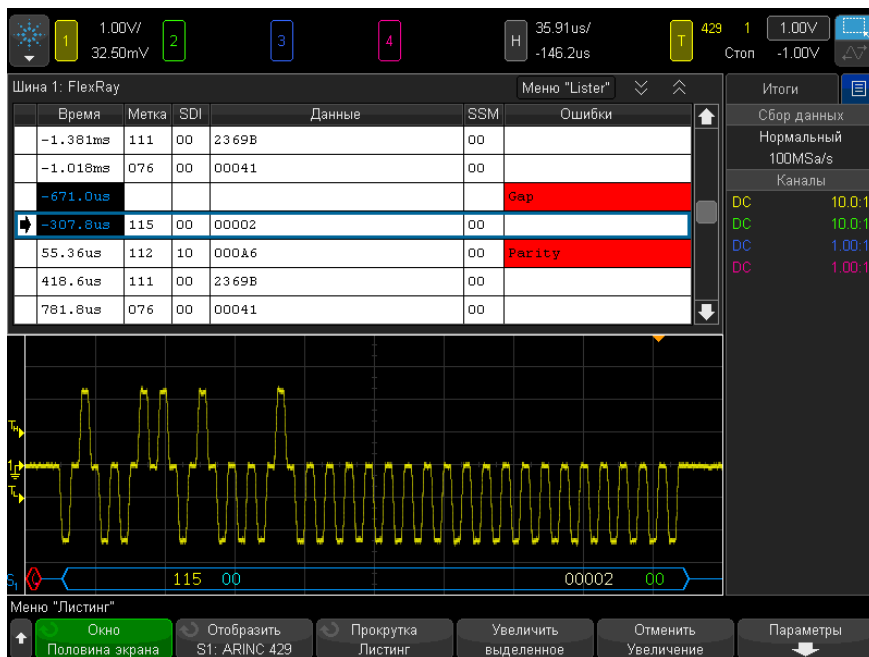 1 1.00V/ 2 3 4 H 35.91us/ T 429 1 1.00V
32.50mV -146.2us Стоп -1.00V
Шина 1: FlexRay Меню "Lister"
Время Метка SDI Данные SSM Ошибки
-1.381ms 111 00 2369B 00
-1.018ms 076 00 00041 00
-671.0us Gap
-307.8us 115 00 00002 00
55.36us 112 10 000A6 00 Parity
418.6us 111 00 2369B 00
781.8us 076 00 00041 00
Итоги
Сбор данных
Нормальный
100MSa/s
Каналы
DC 10.0:1
DC 10.0:1
DC 1.00:1
DC 1.00:1
TH
1
TL
S1 115 00 00002 00
Меню "Листинг"
Окно Отобразить Прокрутка Увеличить Отменить Параметры
Половина экрана S1: ARINC 429 Листинг выделенное Увеличение